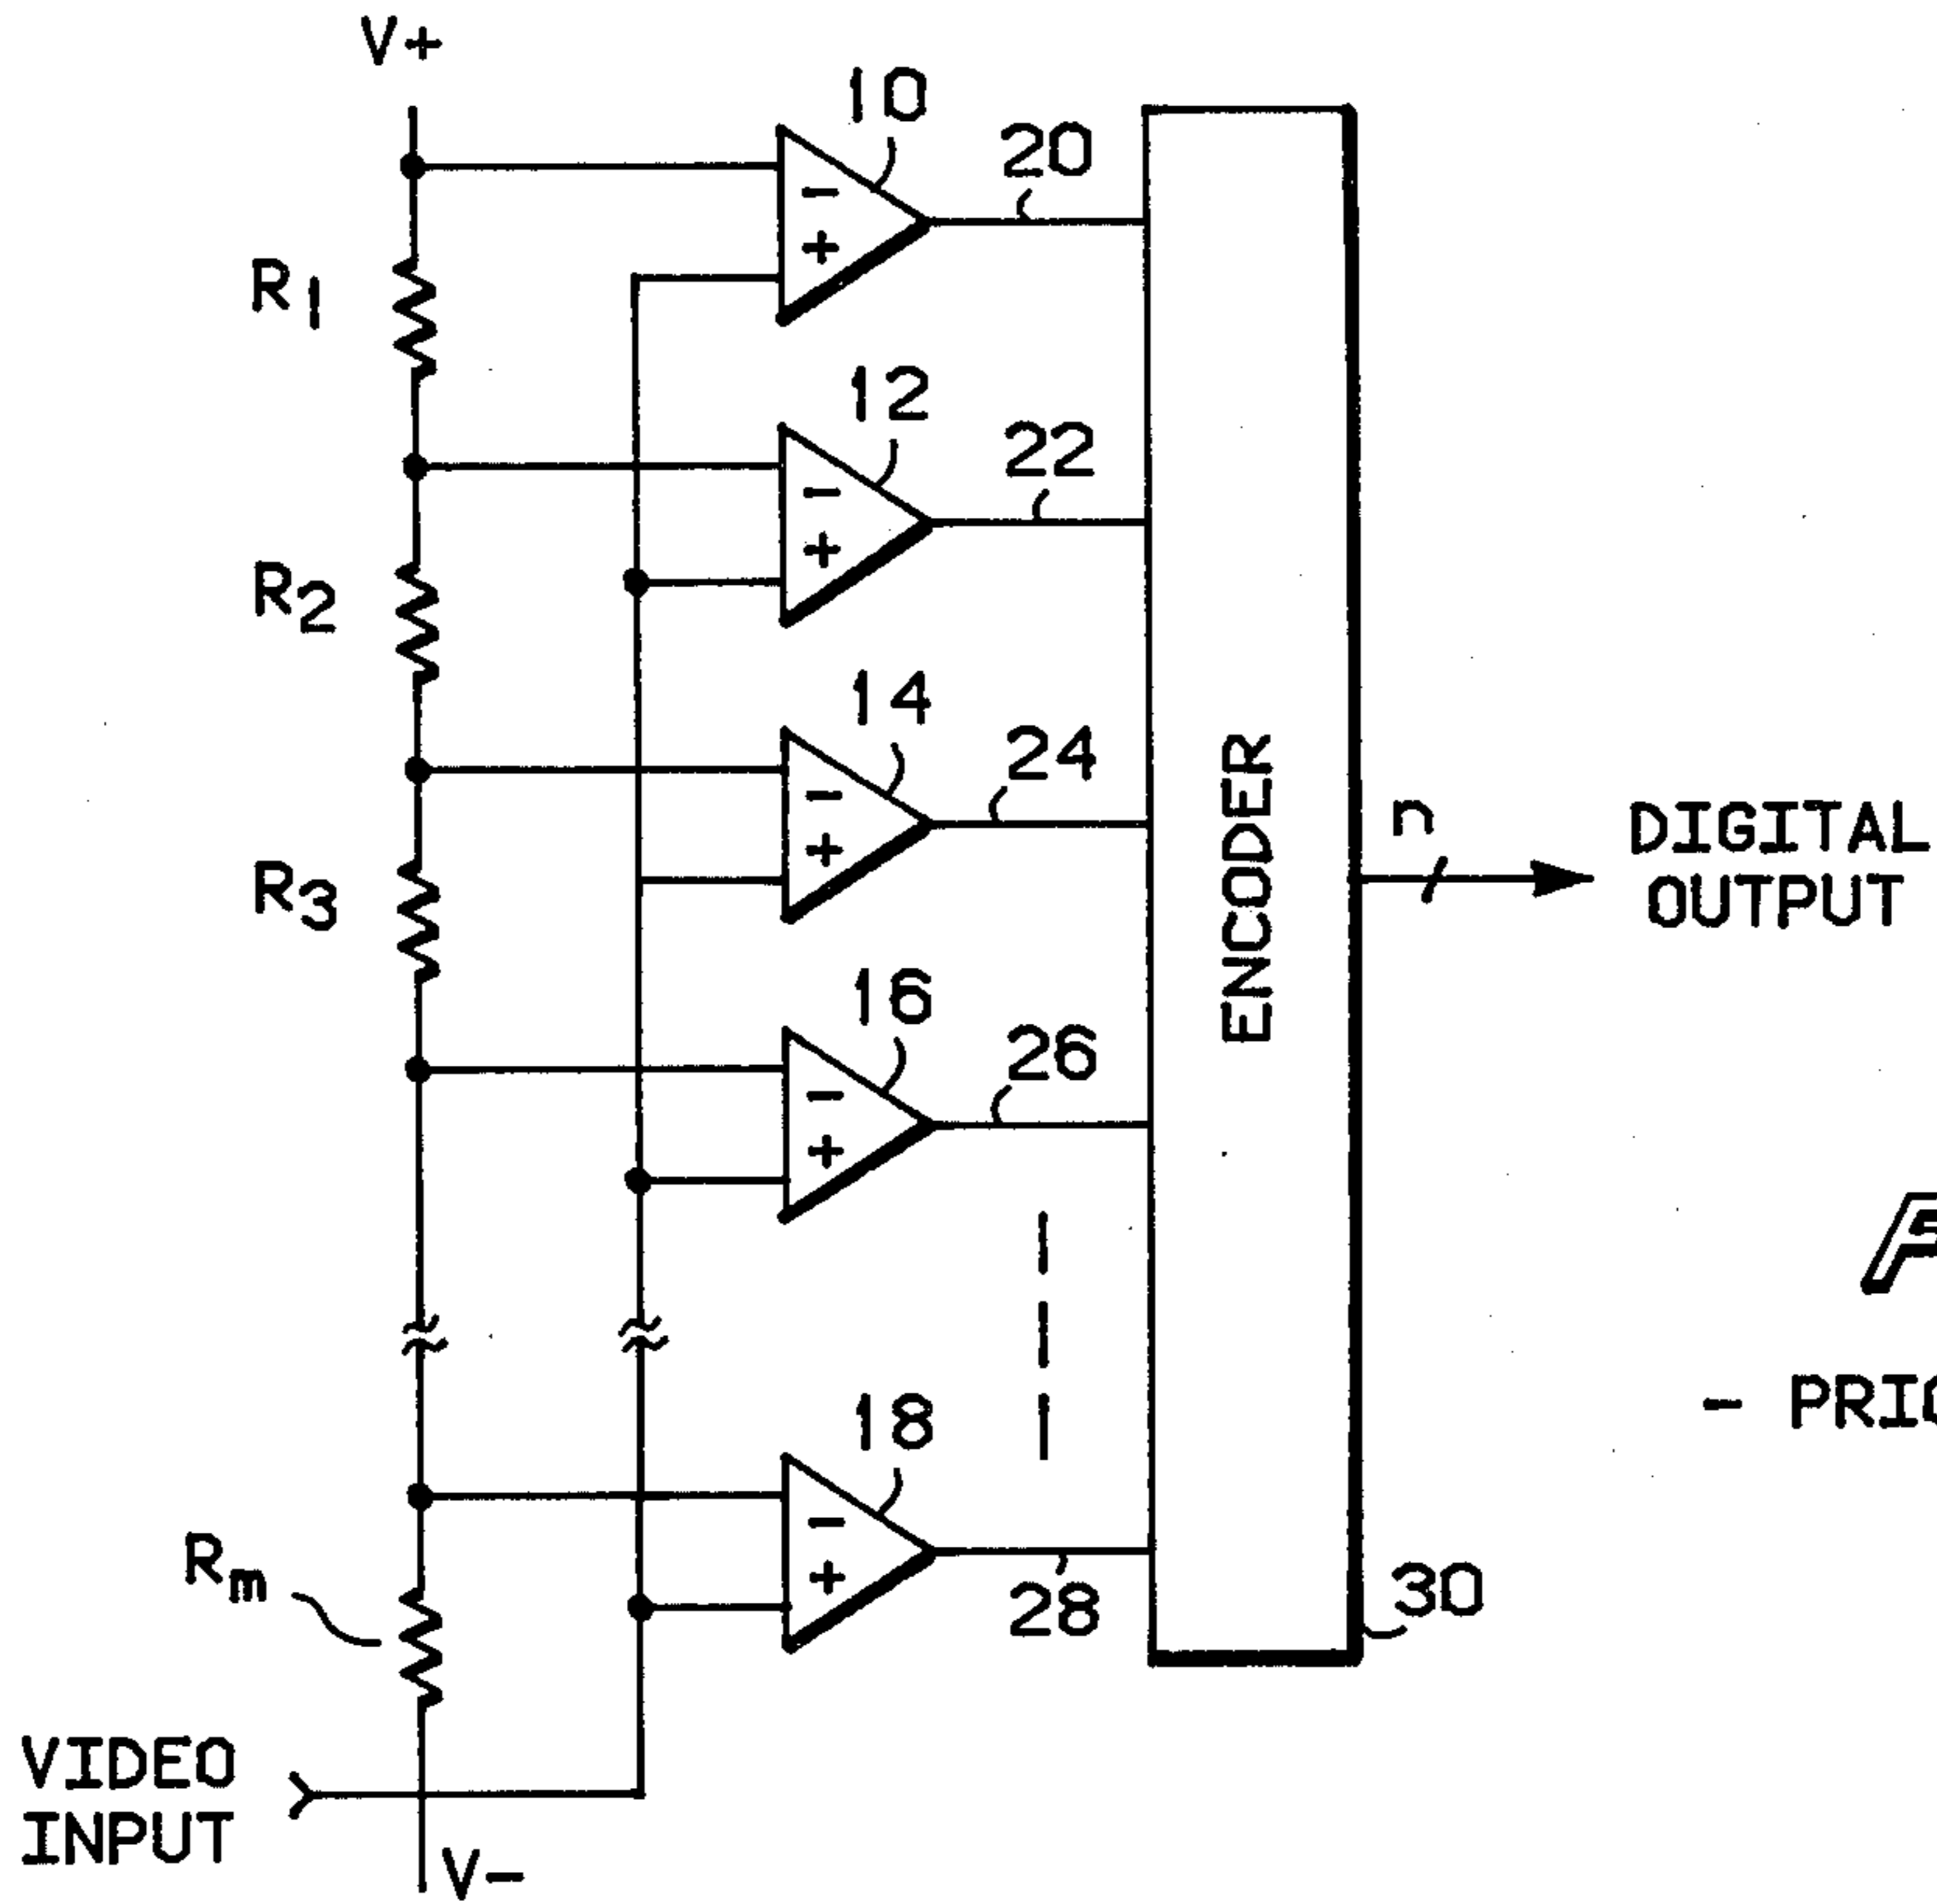 V+
10
20
R1
12
22
R2
14
24
ENCODER
n
DIGITAL
OUTPUT
R3
16
26
18
Rm
28
30
VIDEO
INPUT
V-